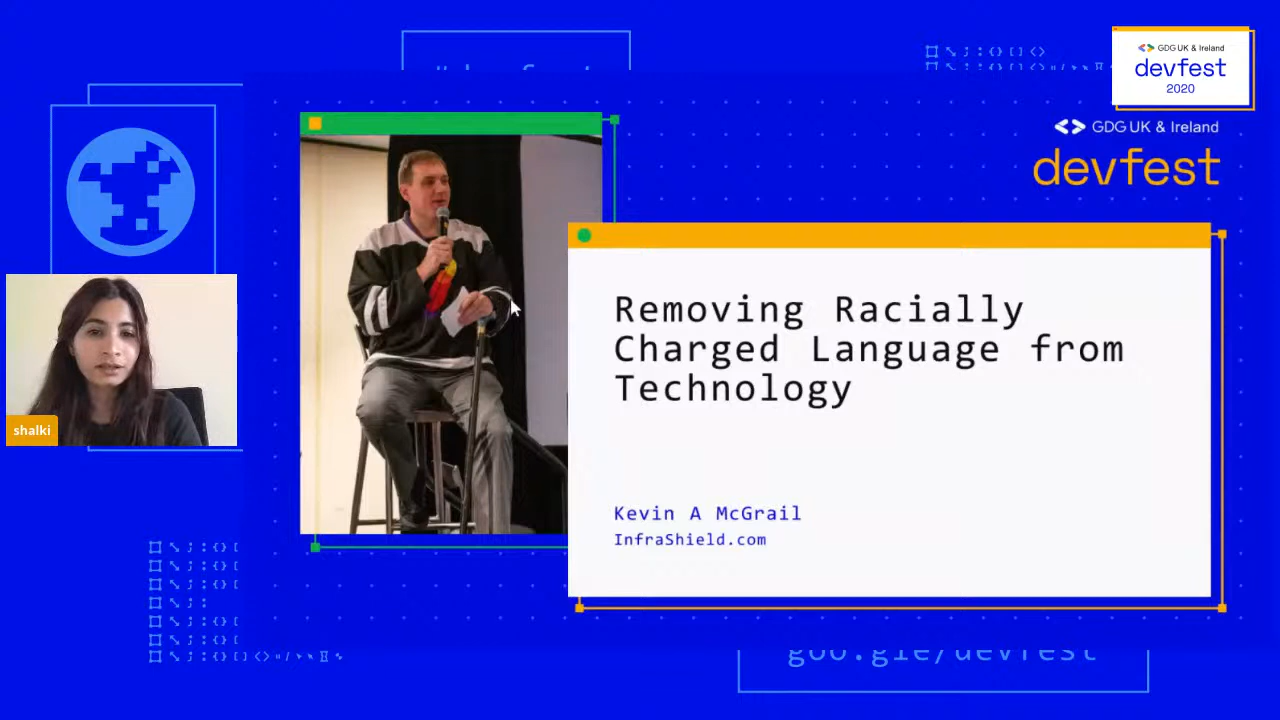 GDG UK & Ireland
devfest
2020
GDG UK & Ireland
devfest
Removing Racially
Charged Language from
Technology
shalki
Kevin A McGrail
InfraShield.com
goo.gle/devfest